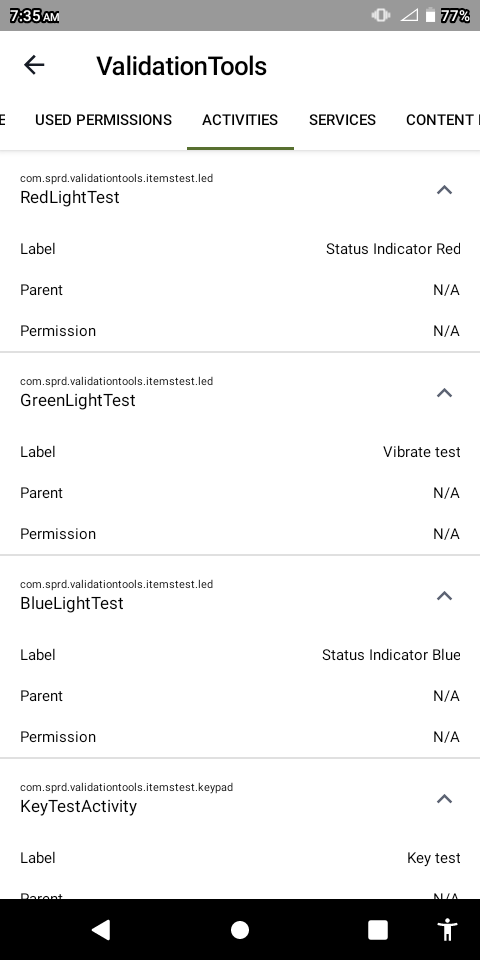 7:35 AM 77%
ValidationTools
E USED PERMISSIONS ACTIVITIES SERVICES CONTENT
com.sprd.validationtools.itemstest.led
RedLightTest
Label Status Indicator Red
Parent N/A
Permission N/A
com.sprd.validationtools.itemstest.led
GreenLightTest
Label Vibrate test
Parent N/A
Permission N/A
com.sprd.validationtools.itemstest.led
BlueLightTest
Label Status Indicator Blue
Parent N/A
Permission N/A
com.sprd.validationtools.itemstest.keypad
KeyTestActivity
Label Key test
Parent N/A